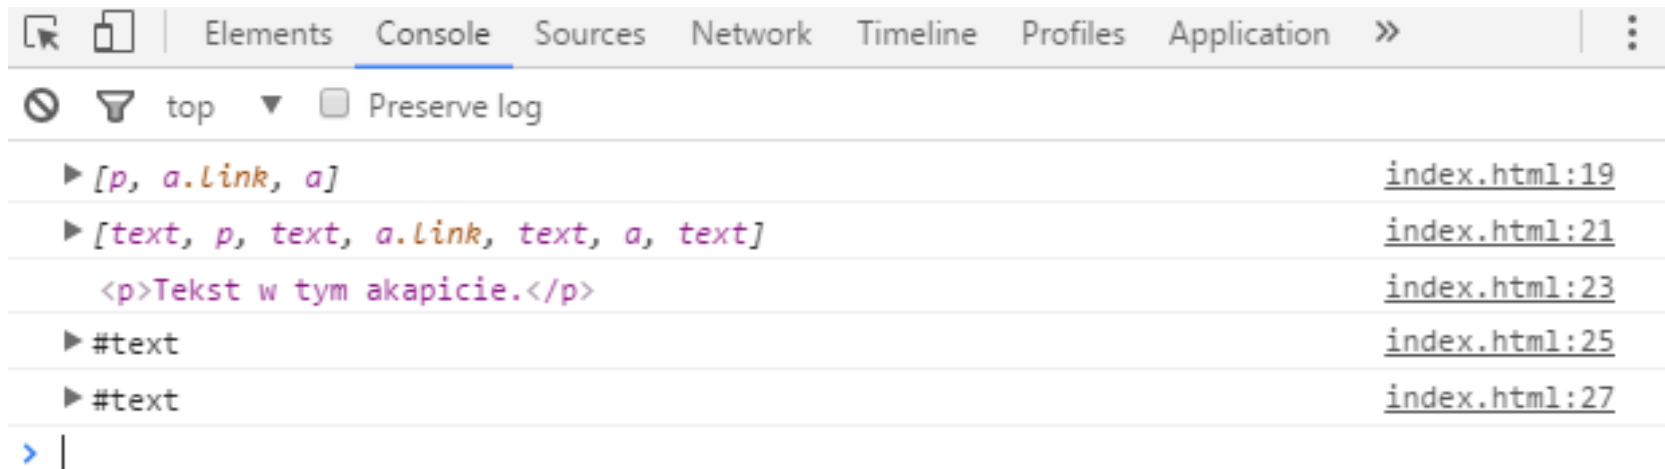 Elements Console Sources Network Timeline Profiles Application »
top ▼ Preserve log
▶ [p, a.link, a] index.html:19
▶ [text, p, text, a.link, text, a, text] index.html:21
<p>Tekst w tym akapicie.</p> index.html:23
▶ #text index.html:25
▶ #text index.html:27
>